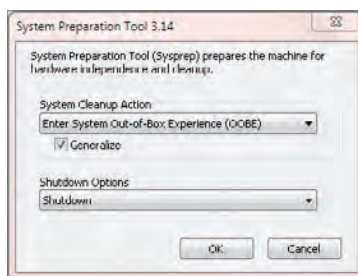 System Preparation Tool 3.14
System Preparation Tool (Sysprep) prepares the machine for
hardware independence and cleanup.
System Cleanup Action
Enter System Out-of-Box Experience (OOBE)
Generalize
Shutdown Options
Shutdown
OK
Cancel